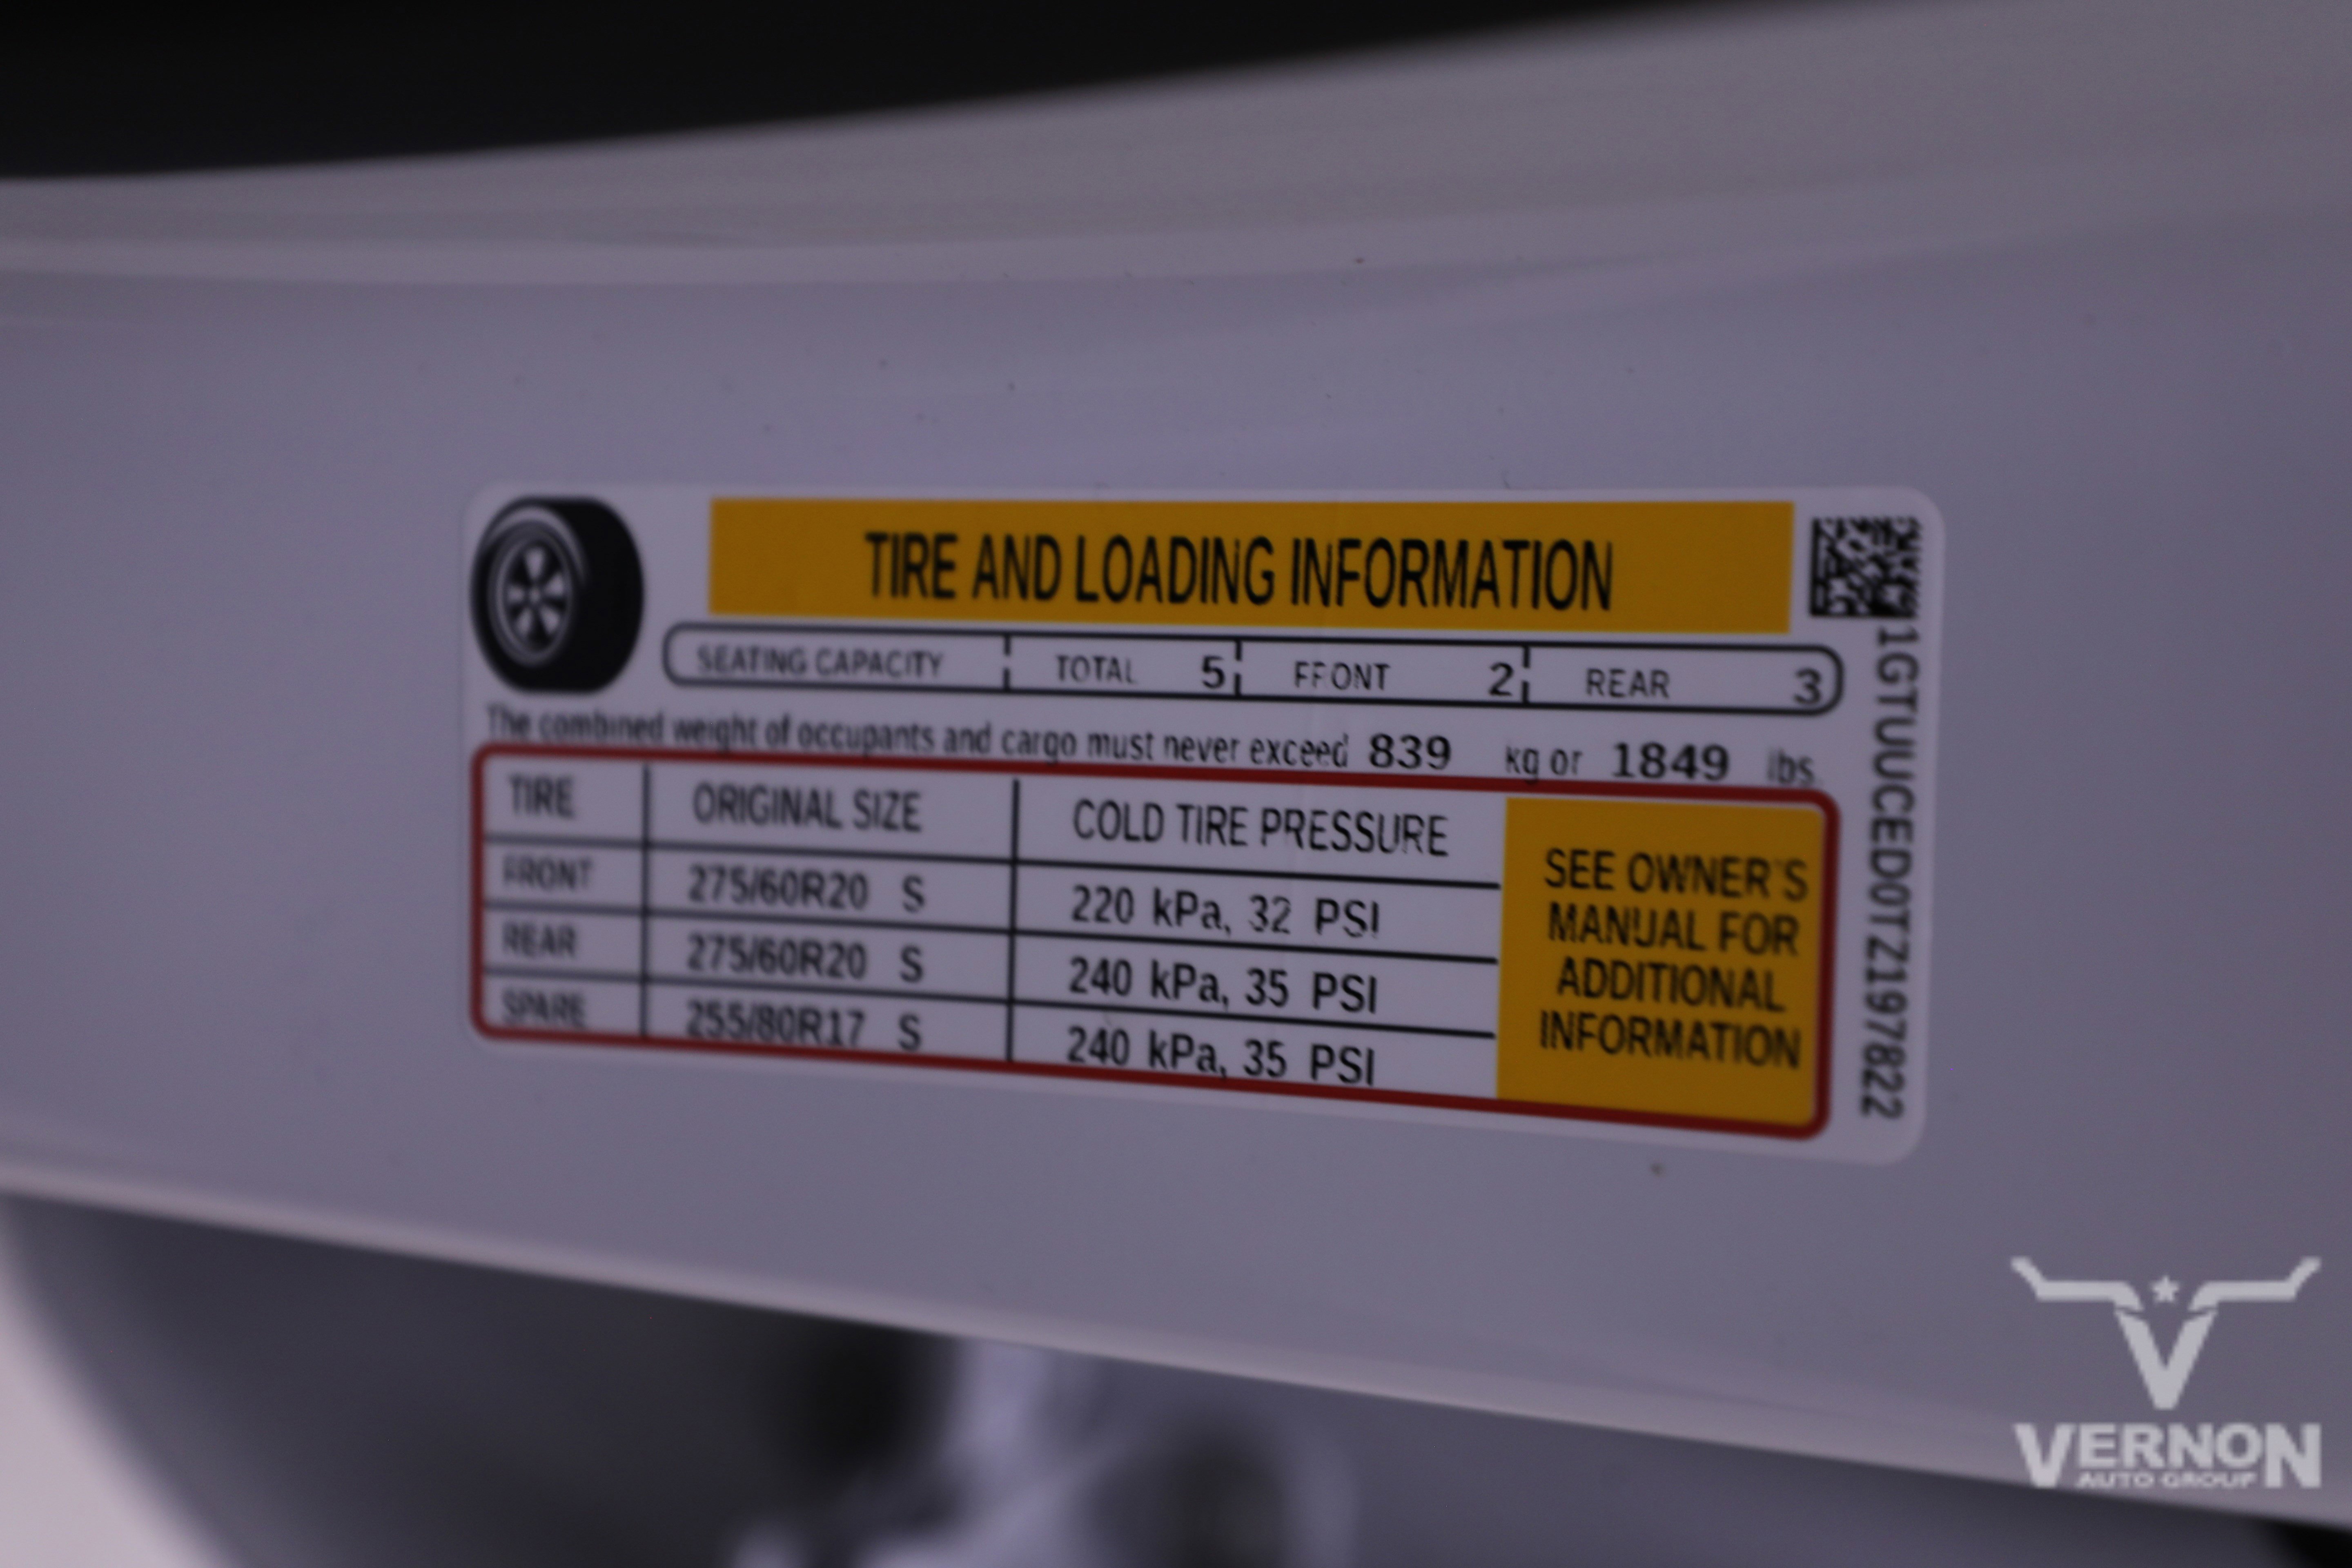 TIRE AND LOADING INFORMATION
SEATING CAPACITY TOTAL 5 FRONT 2 REAR 3
The combined weight of occupants and cargo must never exceed 839 kg or 1849 lbs.
TIRE ORIGINAL SIZE COLD TIRE PRESSURE
FRONT 275/60R20 S 220 kPa, 32 PSI
REAR 275/60R20 S 240 kPa, 35 PSI
SPARE 255/80R17 S 240 kPa, 35 PSI
SEE OWNER'S
MANUAL FOR
ADDITIONAL
INFORMATION
1GTUUCED0TZ197822
VERNON
AUTO GROUP